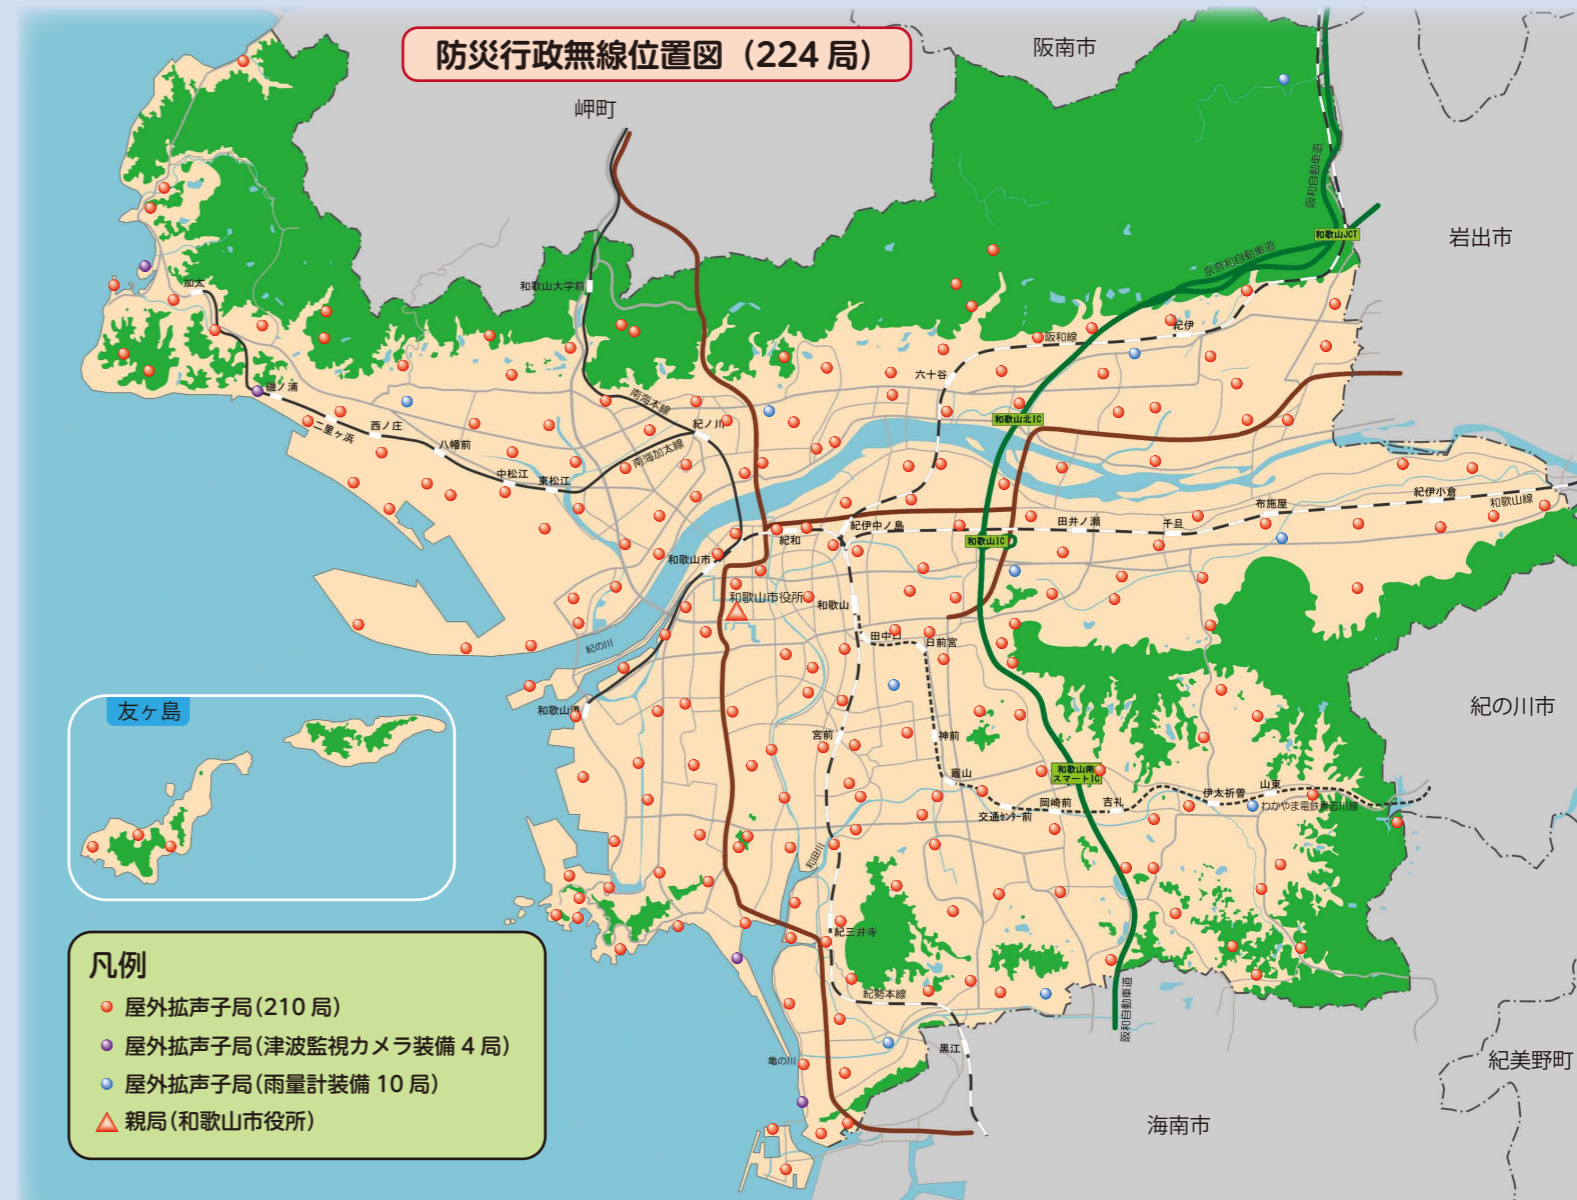 防災行政無線位置図（224 局）
阪南市
岬町
阪和自動車道
岩出市
和歌山JCT
京奈和自動車道
和歌山大学前
加太
紀伊
阪和線
六十谷
磯ノ浦
南海本線
和歌山北IC
二里ヶ浜
西ノ庄
紀ノ川
八幡前
南海加太線
中松江
東松江
紀伊小倉
和歌山線
布施屋
紀伊中ノ島
田井ノ瀬
千旦
紀和
和歌山IC
和歌山市
和歌山市役所
和歌山
田中口
日前宮
紀の川
友ヶ島
和歌山港
紀の川市
宮前
神前
竈山
和歌山南
スマートIC
岡崎前
吉礼
伊太祈曽
山東
わかやま電鉄貴志川線
交通センター前
和田川
紀三井寺
凡例
屋外拡声子局（210 局）
屋外拡声子局（津波監視カメラ装備 4 局）
屋外拡声子局（雨量計装備 10 局）
親局（和歌山市役所）
紀勢本線
阪和自動車道
黒江
亀の川
紀美野町
海南市